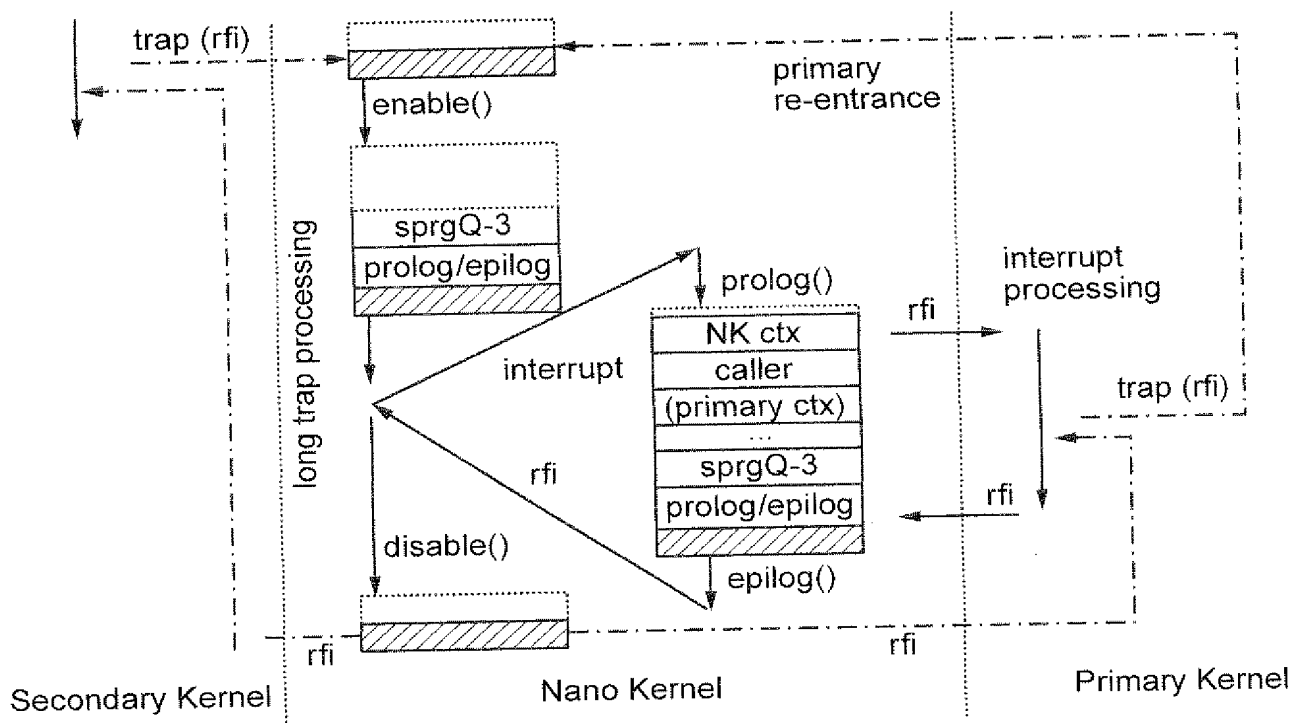 trap (rfi)
primary
re-entrance
enable()
sprgQ-3
prolog/epilog
long trap processing
prolog()
interrupt
processing
rfi
NK ctx
caller
(primary ctx)
...
sprgQ-3
prolog/epilog
interrupt
trap (rfi)
rfi
rfi
disable()
epilog()
rfi
rfi
Secondary Kernel
Nano Kernel
Primary Kernel